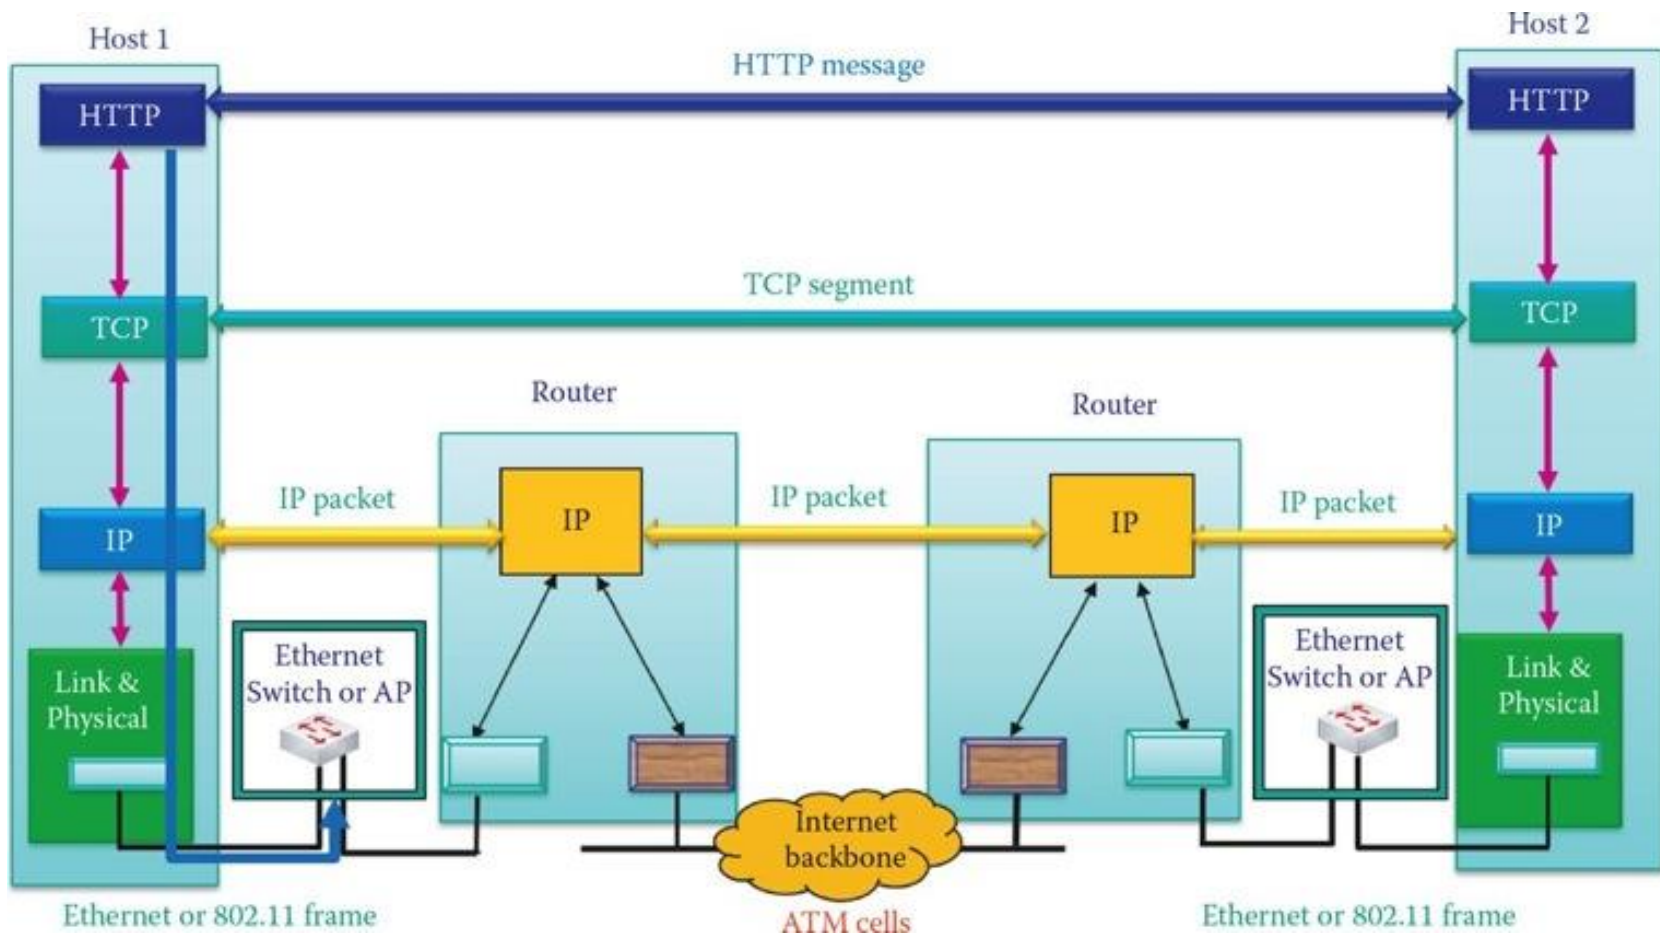 Host 1
Host 2
HTTP message
HTTP
HTTP
TCP segment
TCP
TCP
Router
Router
IP packet
IP packet
IP packet
IP
IP
IP
IP
Ethernet
Switch or AP
Ethernet
Switch or AP
Link &
Physical
Link &
Physical
Internet
backbone
Ethernet or 802.11 frame
ATM cells
Ethernet or 802.11 frame